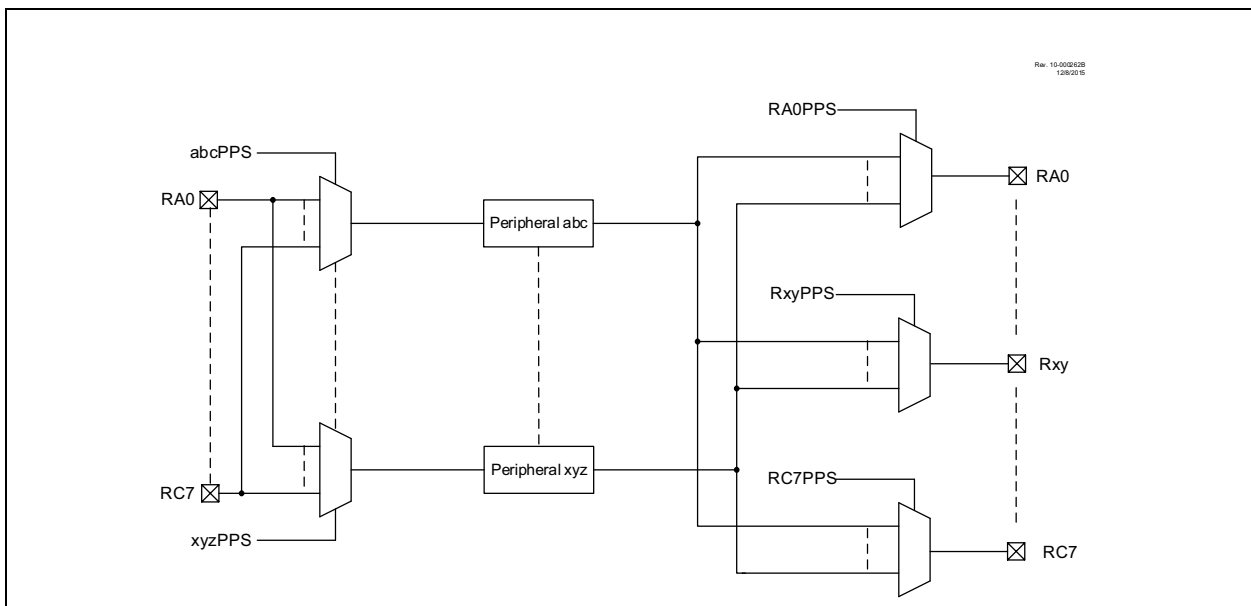 Rev. 10-000262B
12/8/2015
RA0PPS
abcPPS
RA0
Peripheral abc
RA0
RxyPPS
Rxy
Peripheral xyz
RC7PPS
RC7
xyzPPS
RC7